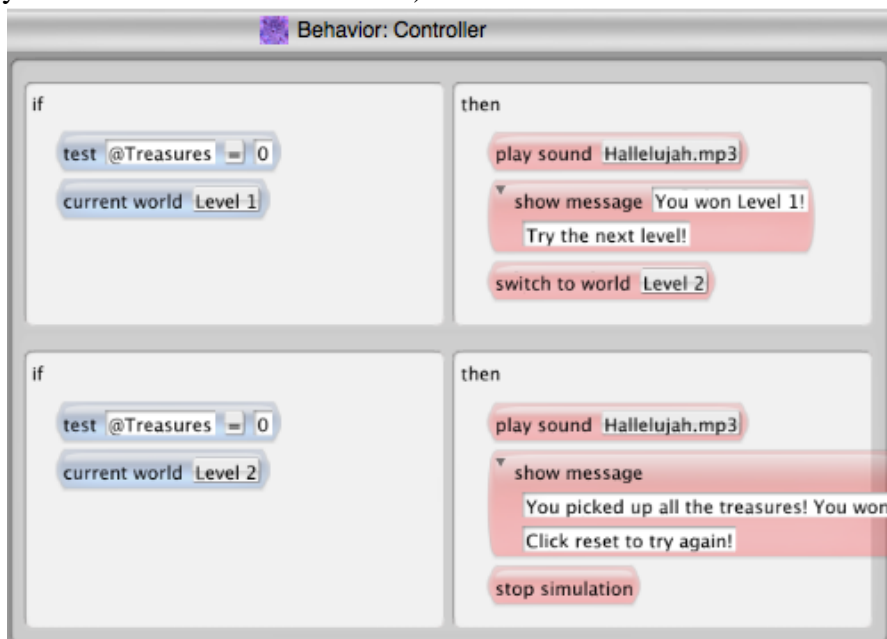 Behavior: Controller
if
test @Treasures = 0
current world Level 1
then
play sound Hallelujah.mp3
show message You won Level 1!
Try the next level!
switch to world Level 2
if
test @Treasures = 0
current world Level 2
then
play sound Hallelujah.mp3
show message
You picked up all the treasures! You won
Click reset to try again!
stop simulation